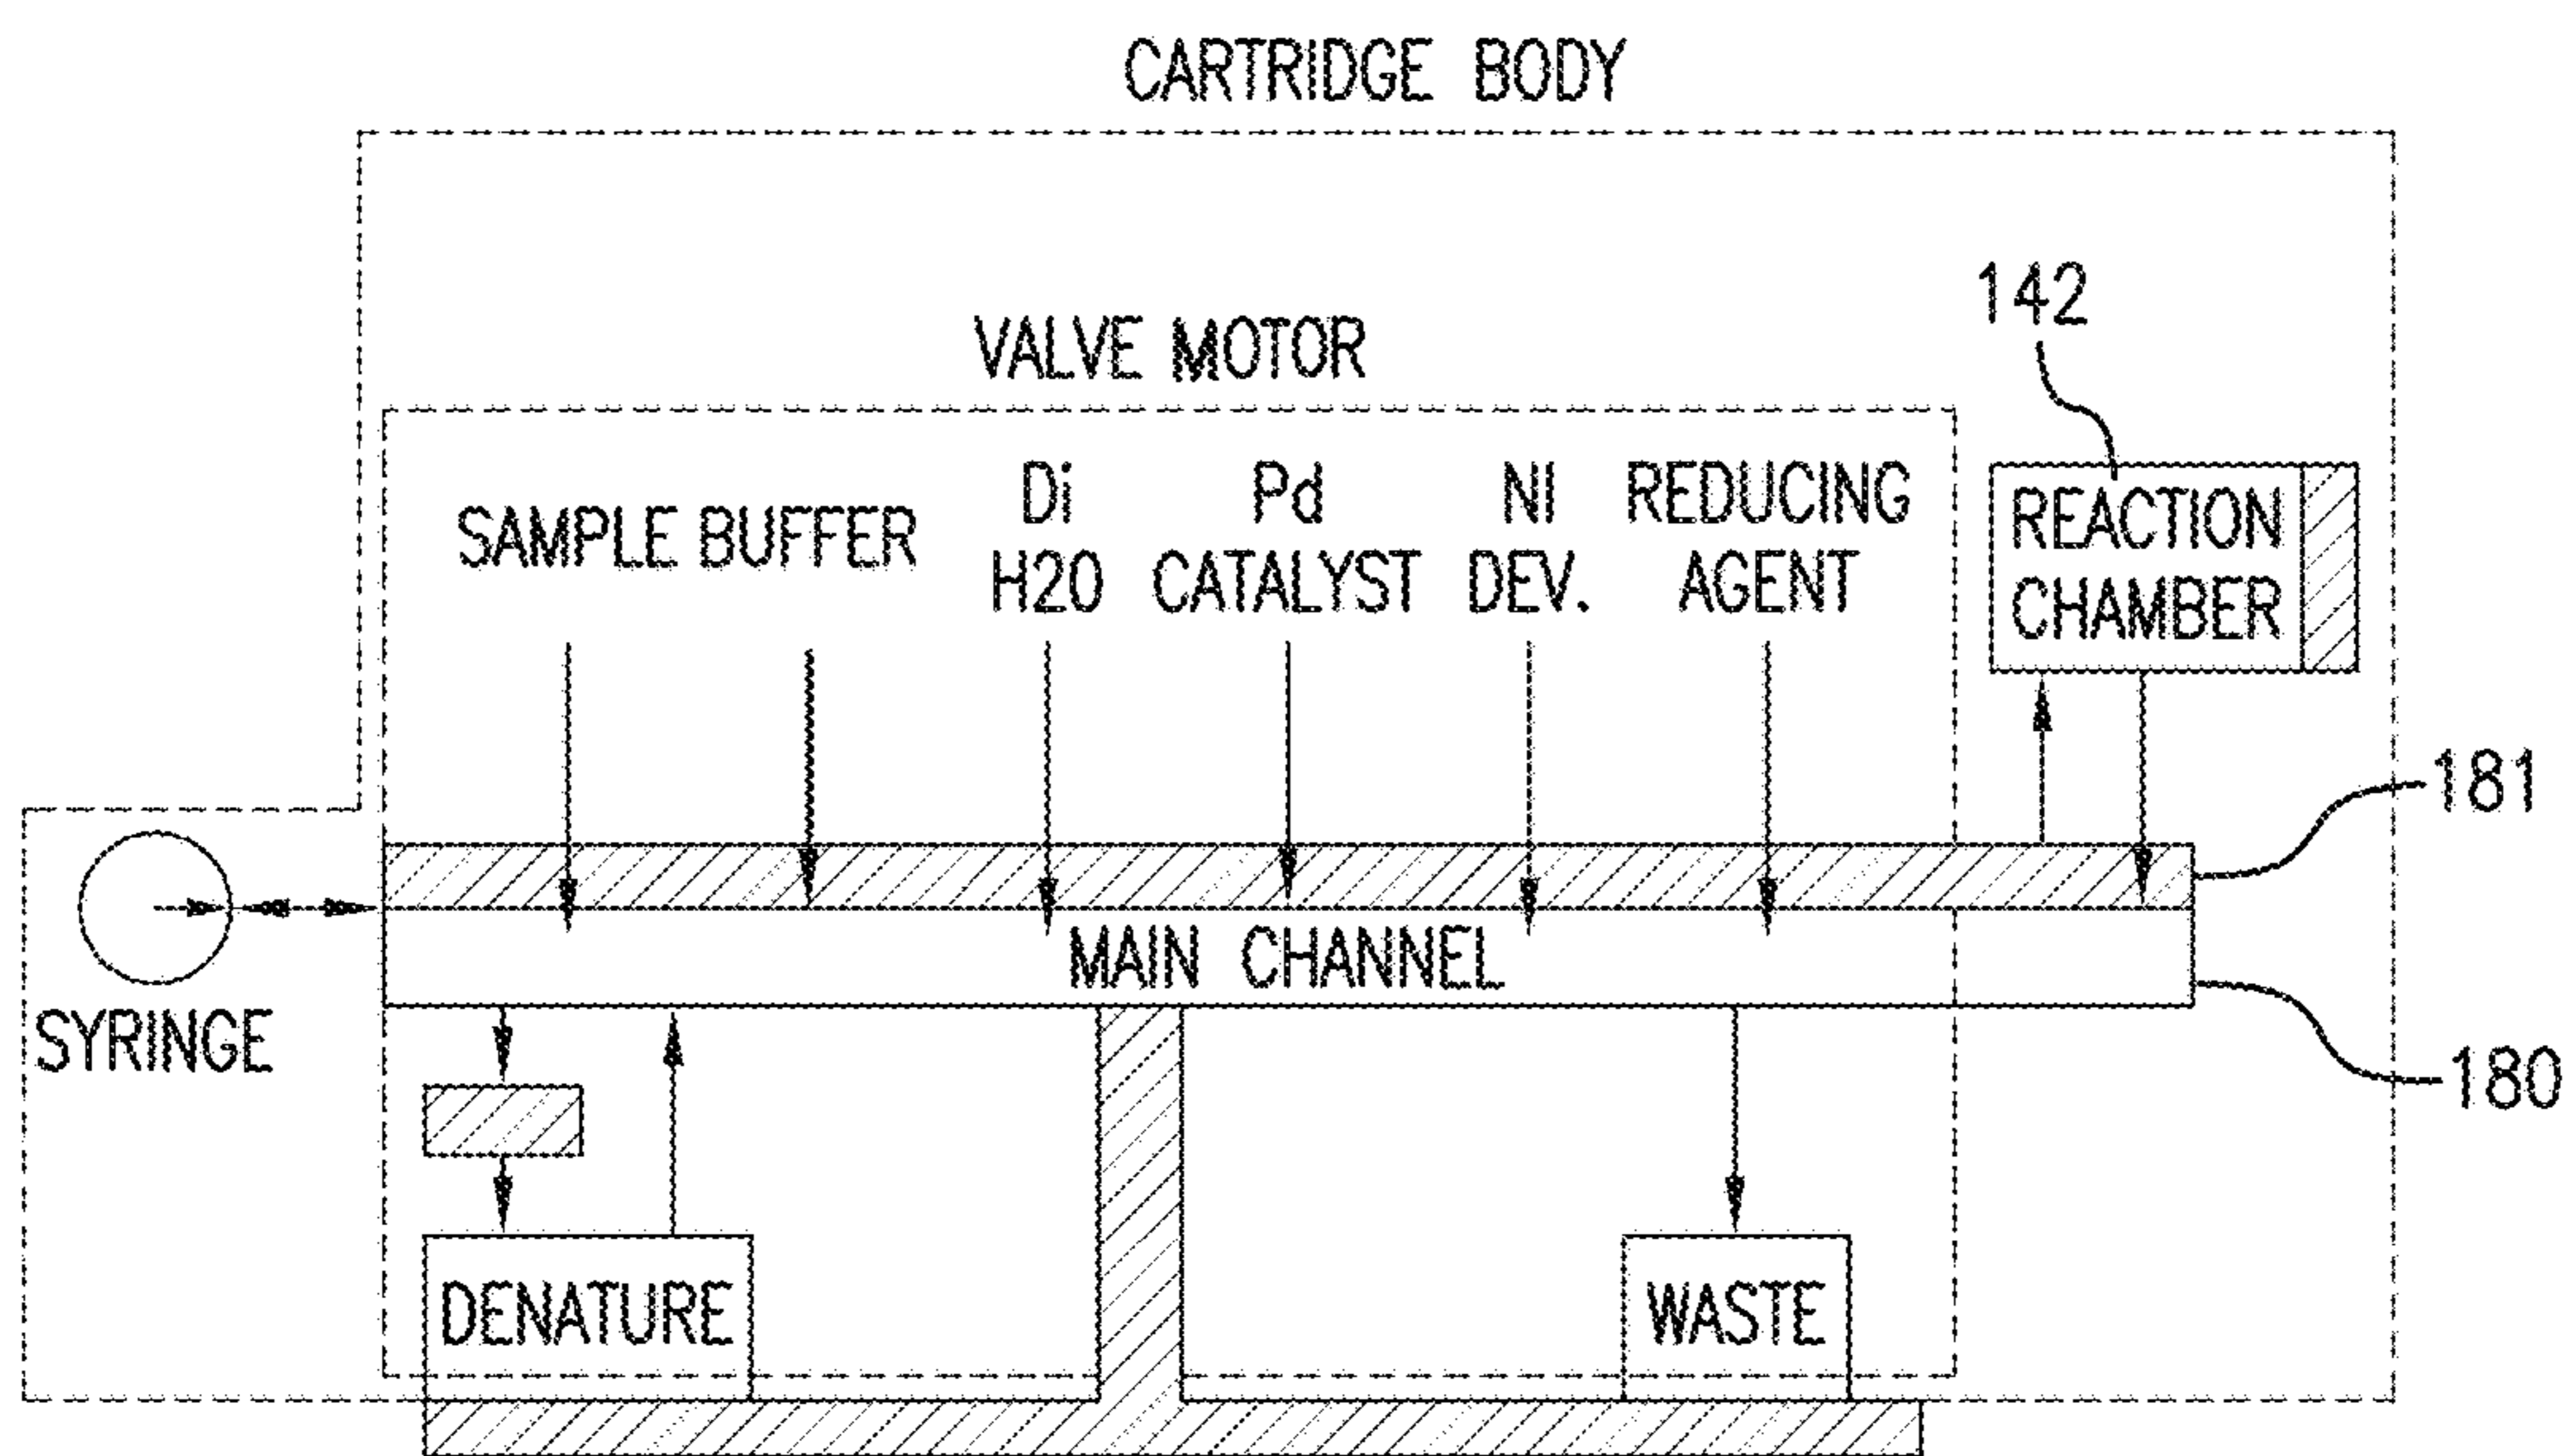 CARTRIDGE BODY
VALVE MOTOR
142
SAMPLE BUFFER
Di
H20
Pd
CATALYST
NI
DEV.
REDUCING
AGENT
REACTION
CHAMBER
181
MAIN CHANNEL
SYRINGE
180
DENATURE
WASTE